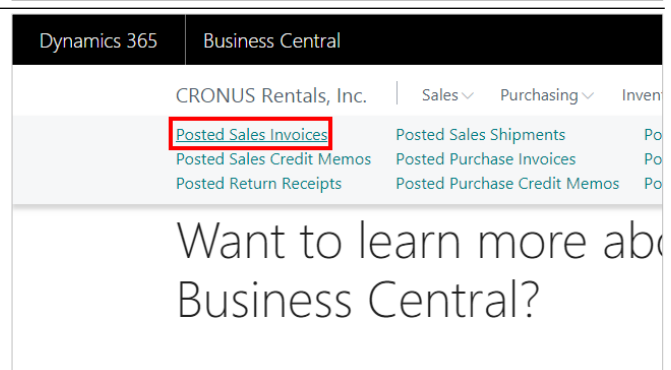 Dynamics 365 Business Central
CRONUS Rentals, Inc. Sales Purchasing
Posted Sales Invoices Posted Sales Shipments
Posted Sales Credit Memos Posted Purchase Invoices
Posted Return Receipts Posted Purchase Credit Memos
Want to learn more
Business Central?